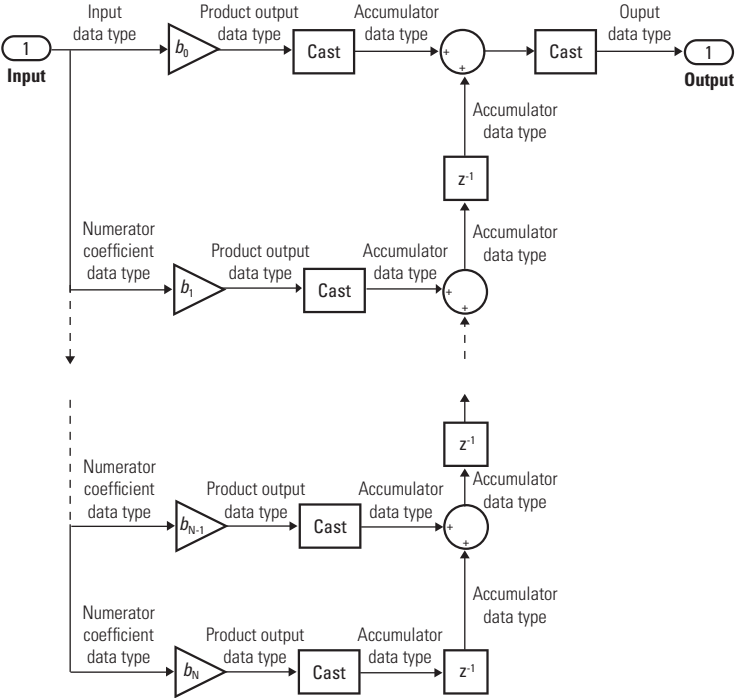 Input
data type
Product output
data type
Accumulator
data type
Ouput
data type
1
Input
b0
Cast
+
+
Cast
1
Output
Accumulator
data type
z-1
Accumulator
data type
Numerator
coefficient
data type
Product output
data type
Accumulator
data type
b1
Cast
+
+
z-1
Accumulator
data type
Numerator
coefficient
data type
Product output
data type
Accumulator
data type
bN-1
Cast
+
+
Accumulator
data type
Numerator
coefficient
data type
Product output
data type
Accumulator
data type
bN
Cast
z-1